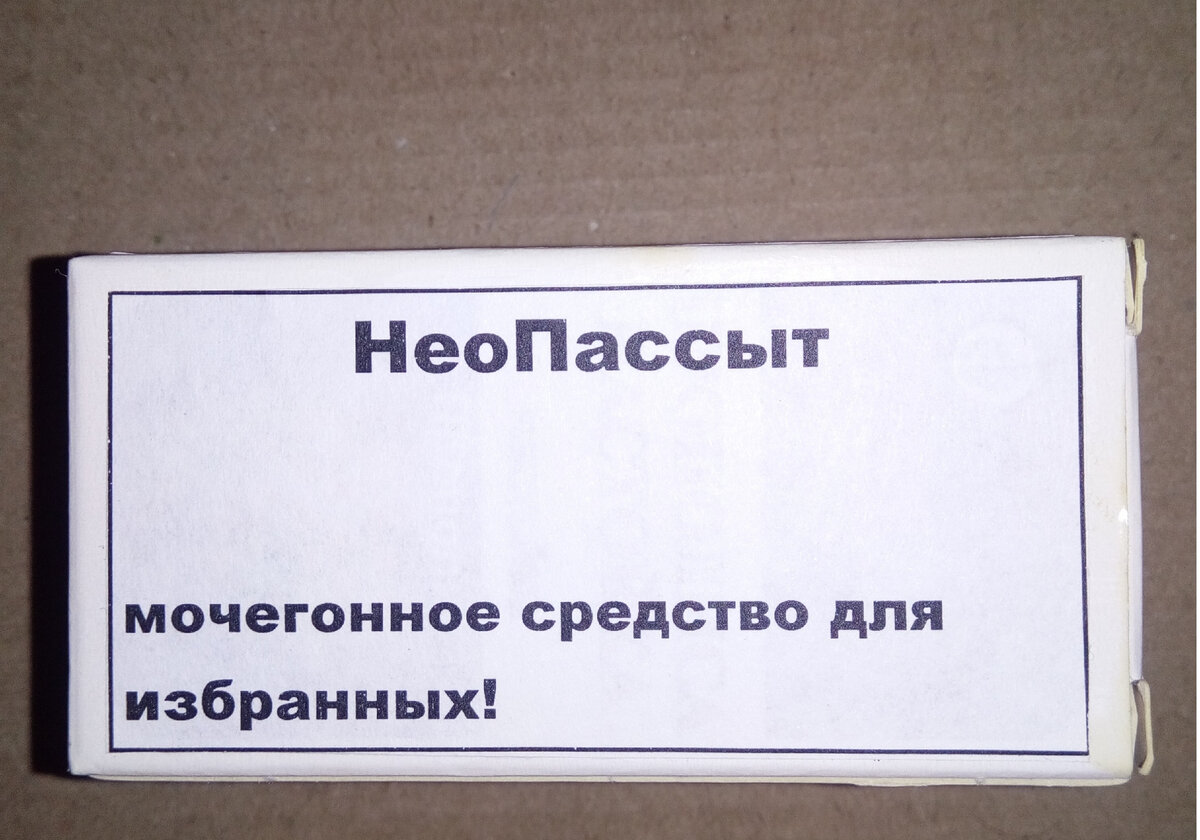 НеоПассыт
мочегонное средство для
избранных!